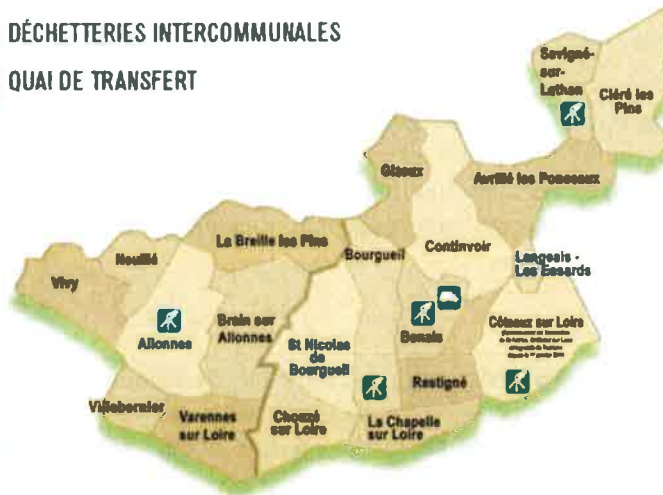 DÉCHETTERIES INTERCOMMUNALES
QUAI DE TRANSFERT
Savigné-
sur-
Lathan
Cléré les
Pins
Gizeux
Avrillé les Ponceaux
La Breille les Pins
Bourgueil
Continvoir
Langeais -
Les Essards
Neuillé
Vivy
Allonnes
Brain sur
Allonnes
St Nicolas
de
Bourgueil
Benais
Côteaux sur Loire
Restigné
Villebernier
Varennes
sur Loire
Chouzé
sur Loire
La Chapelle
sur Loire